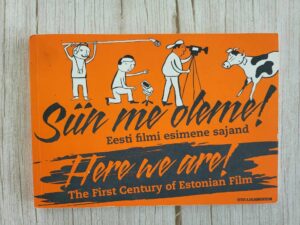 Siin me oleme!
Eesti filmi esimene sajand
Here we are!
The First Century of Estonian Film